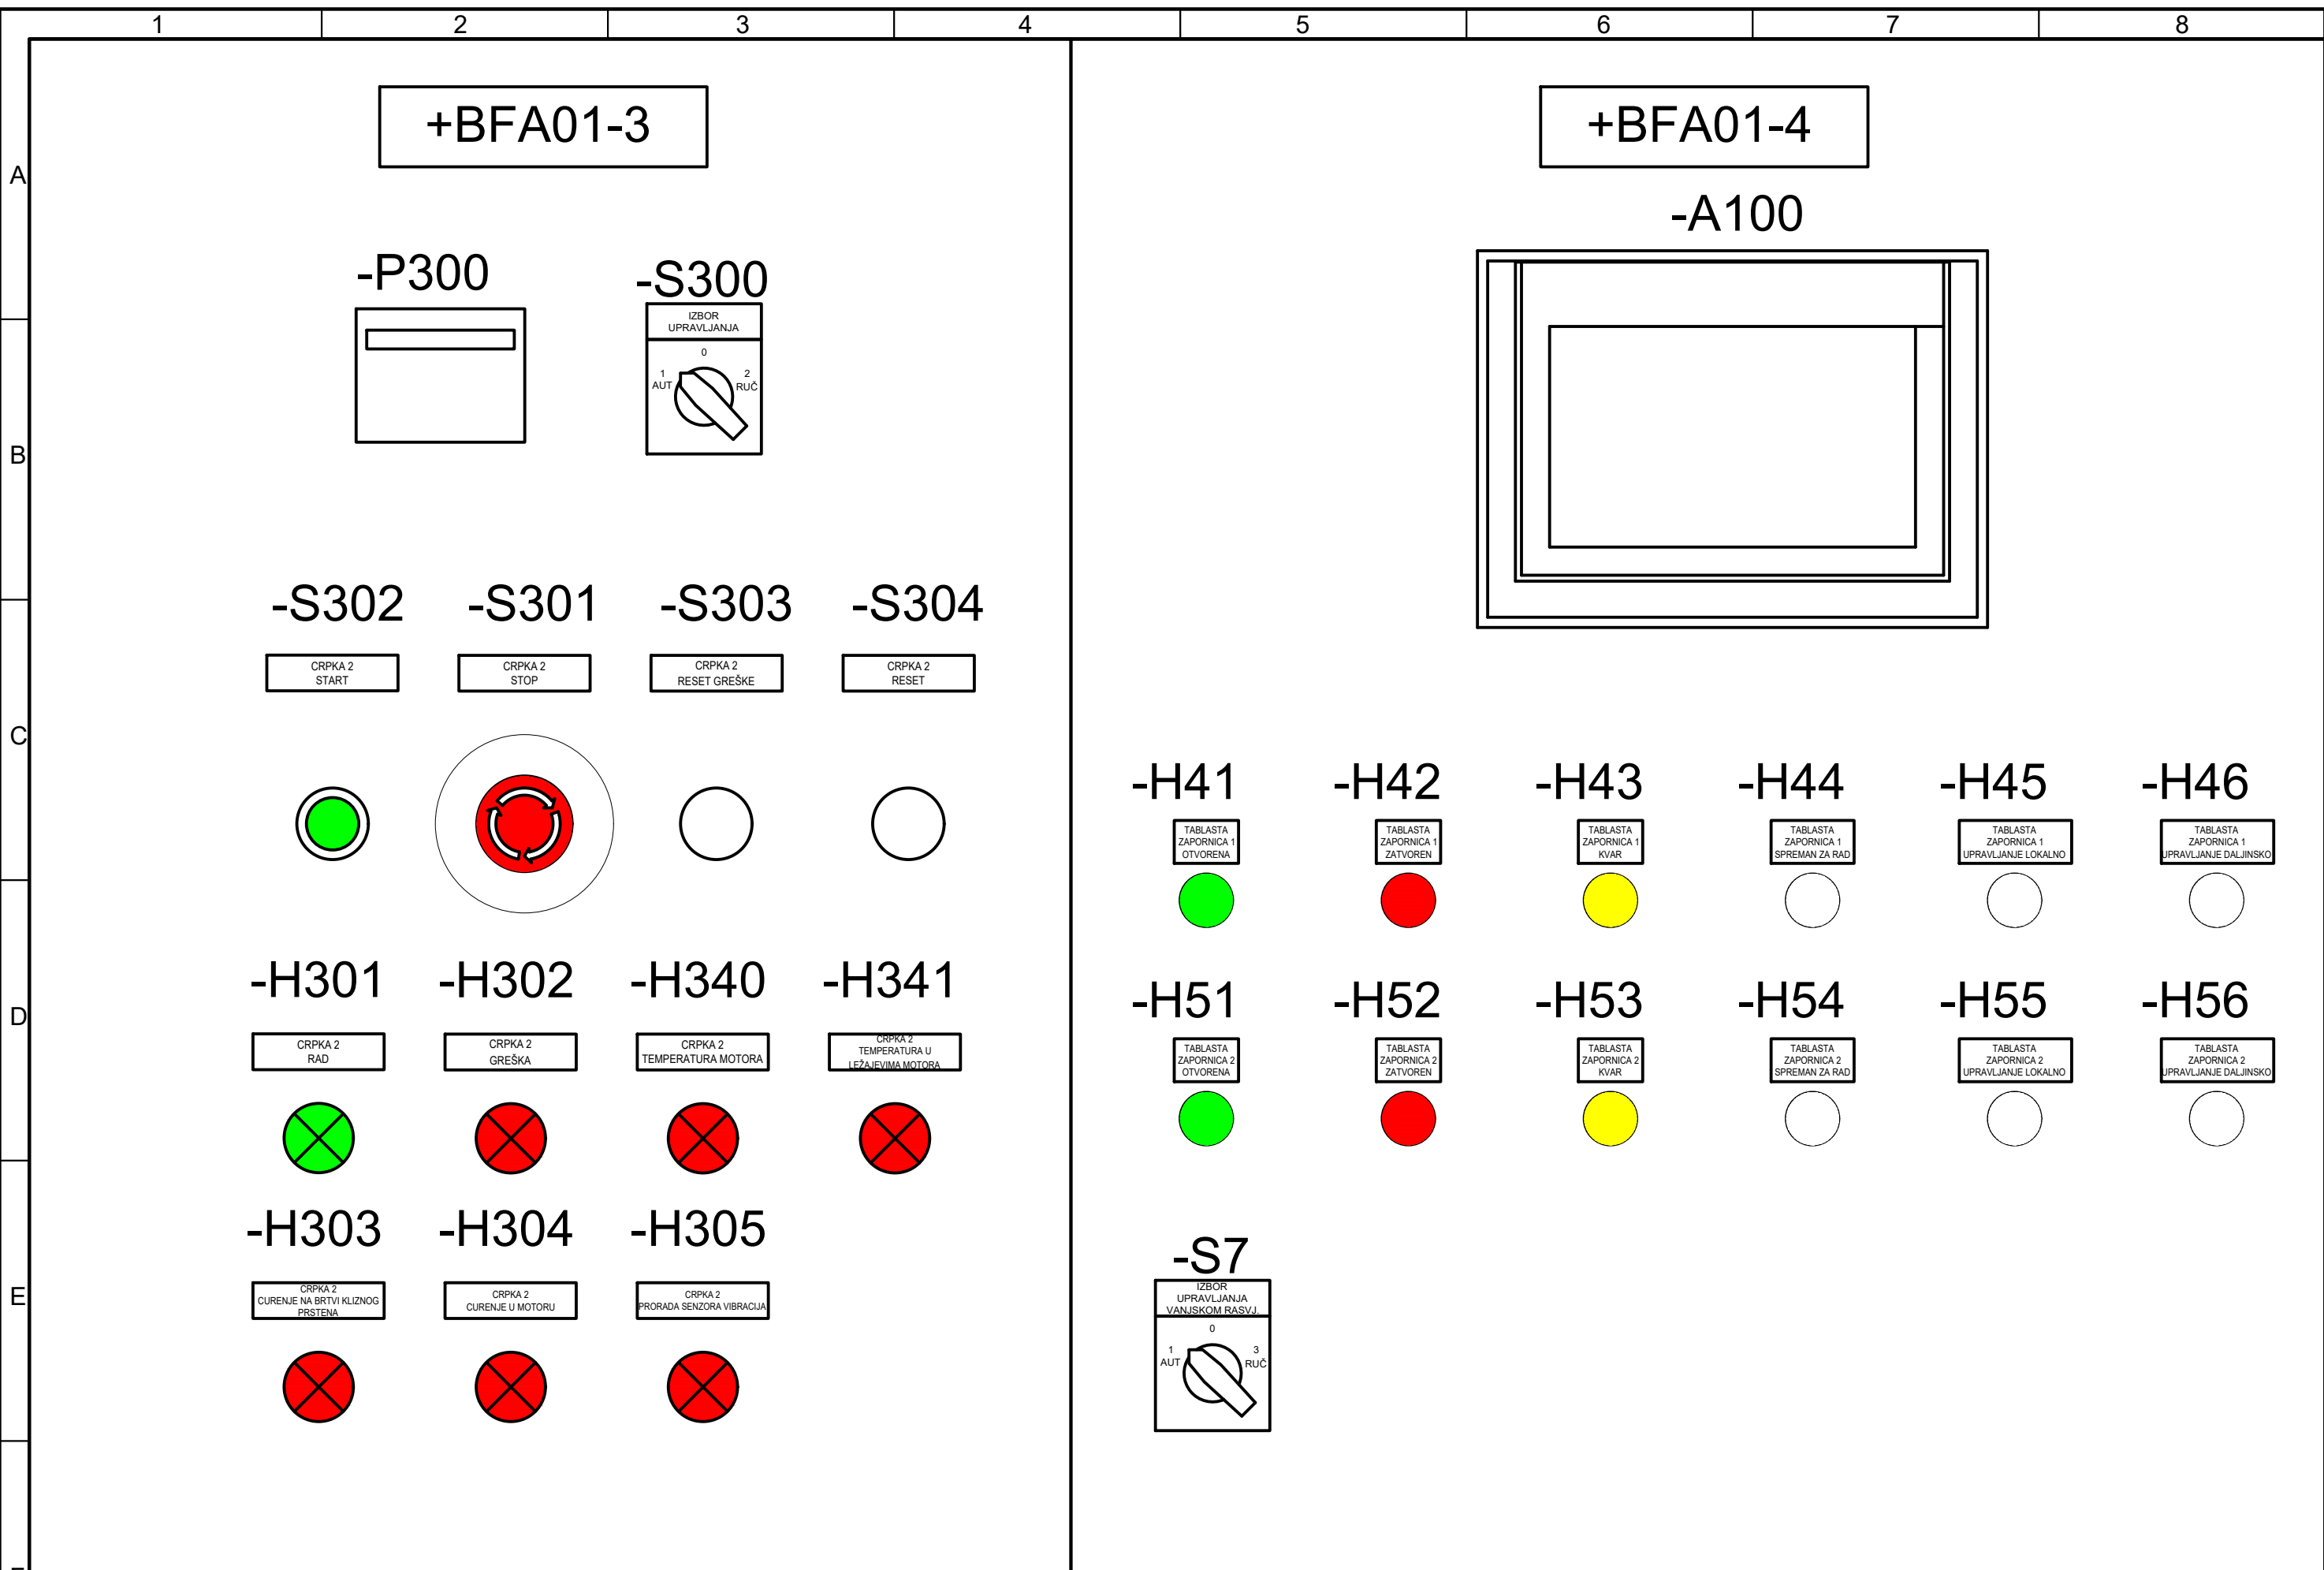 1 2 3 4 5 6 7 8
A
B
C
D
E
+BFA01-3
-P300
-S300
IZBOR
UPRAVLJANJA
0
1
AUT
2
RUČ
-S302 -S301 -S303 -S304
CRPKA 2
START
CRPKA 2
STOP
CRPKA 2
RESET GREŠKE
CRPKA 2
RESET
-H301 -H302 -H340 -H341
CRPKA 2
RAD
CRPKA 2
GREŠKA
CRPKA 2
TEMPERATURA MOTORA
CRPKA 2
TEMPERATURA U
LEŽAJEVIMA MOTORA
-H303 -H304 -H305
CRPKA 2
CURENJE NA BRTVI KLIZNOG
PRSTENA
CRPKA 2
CURENJE U MOTORU
CRPKA 2
PRORADA SENZORA VIBRACIJA
+BFA01-4
-A100
-H41 -H42 -H43 -H44 -H45 -H46
TABLASTA
ZAPORNICA 1
OTVORENA
TABLASTA
ZAPORNICA 1
ZATVOREN
TABLASTA
ZAPORNICA 1
KVAR
TABLASTA
ZAPORNICA 1
SPREMAN ZA RAD
TABLASTA
ZAPORNICA 1
UPRAVLJANJE LOKALNO
TABLASTA
ZAPORNICA 1
UPRAVLJANJE DALJINSKO
-H51 -H52 -H53 -H54 -H55 -H56
TABLASTA
ZAPORNICA 2
OTVORENA
TABLASTA
ZAPORNICA 2
ZATVOREN
TABLASTA
ZAPORNICA 2
KVAR
TABLASTA
ZAPORNICA 2
SPREMAN ZA RAD
TABLASTA
ZAPORNICA 2
UPRAVLJANJE LOKALNO
TABLASTA
ZAPORNICA 2
UPRAVLJANJE DALJINSKO
-S7
IZBOR
UPRAVLJANJA
VANJSKOM RASVJ.
0
1
AUT
3
RUČ